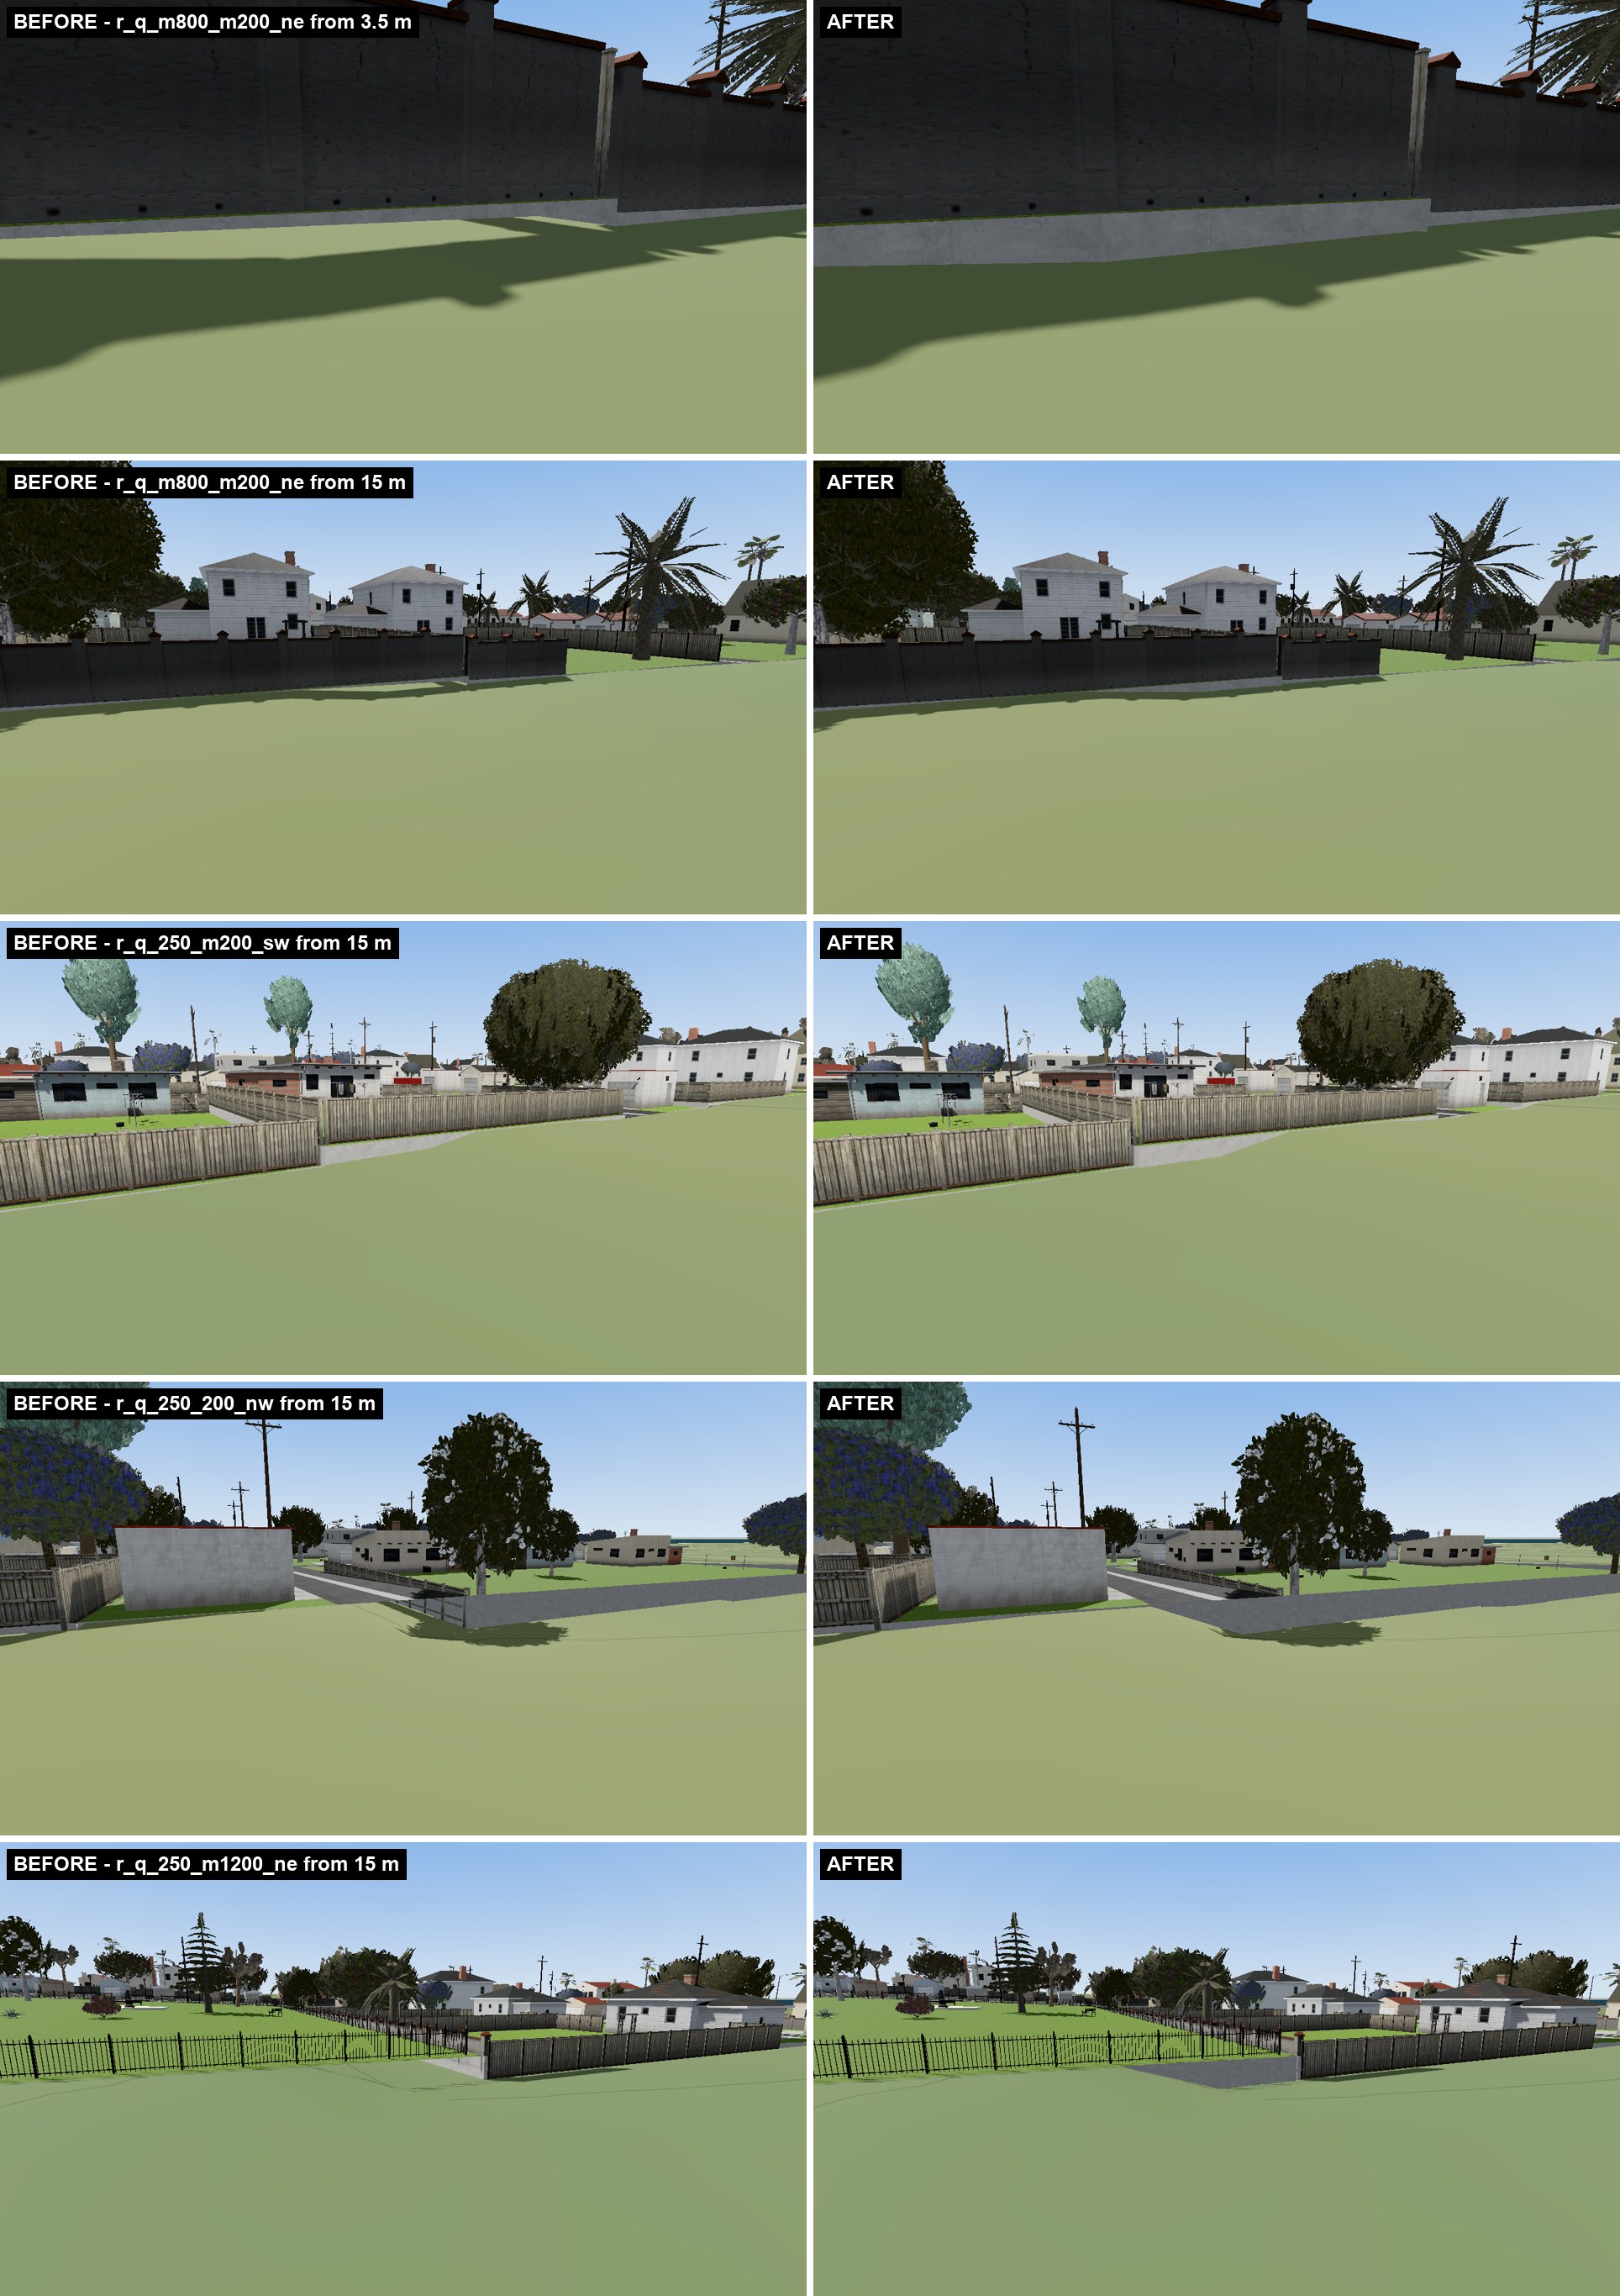 BEFORE - r_q_m800_m200_ne from 3.5 m
AFTER
BEFORE - r_q_m800_m200_ne from 15 m
AFTER
BEFORE - r_q_250_m200_sw from 15 m
AFTER
BEFORE - r_q_250_200_nw from 15 m
AFTER
BEFORE - r_q_250_m1200_ne from 15 m
AFTER